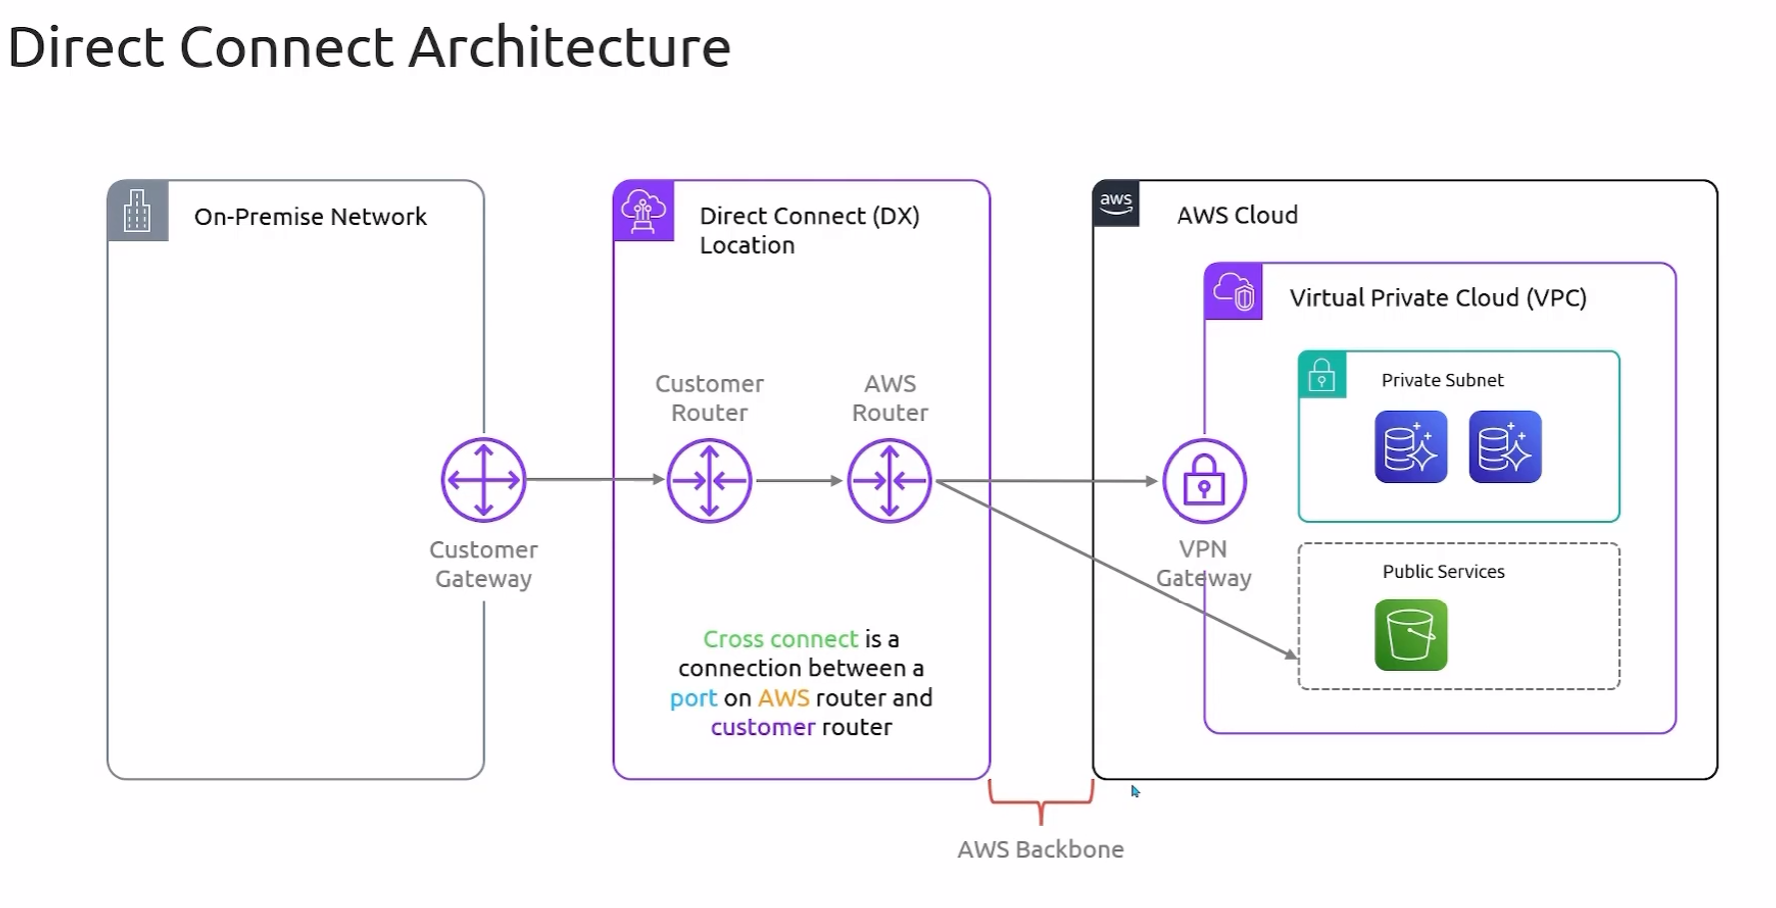 Direct Connect Architecture
On-Premise Network
Direct Connect (DX)
Location
aws
AWS Cloud
Virtual Private Cloud (VPC)
Private Subnet
Customer
Router
AWS
Router
Customer
Gateway
VPN
Gateway
Public Services
Cross connect is a
connection between a
port on AWS router and
customer router
AWS Backbone